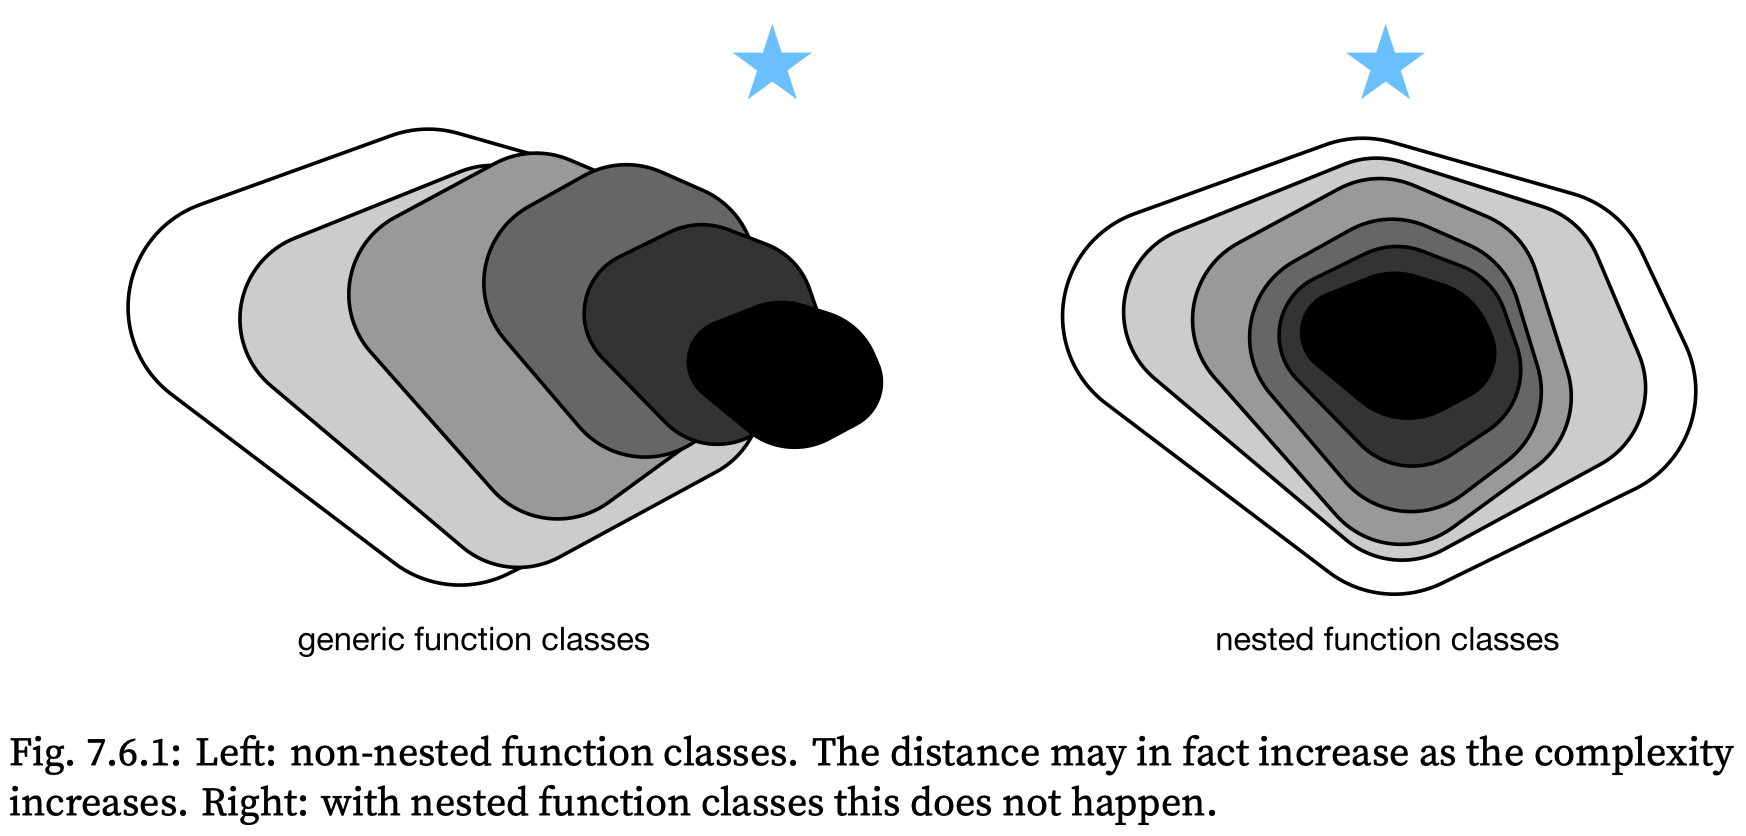 generic function classes
nested function classes
Fig. 7.6.1: Left: non-nested function classes. The distance may in fact increase as the complexity
increases. Right: with nested function classes this does not happen.